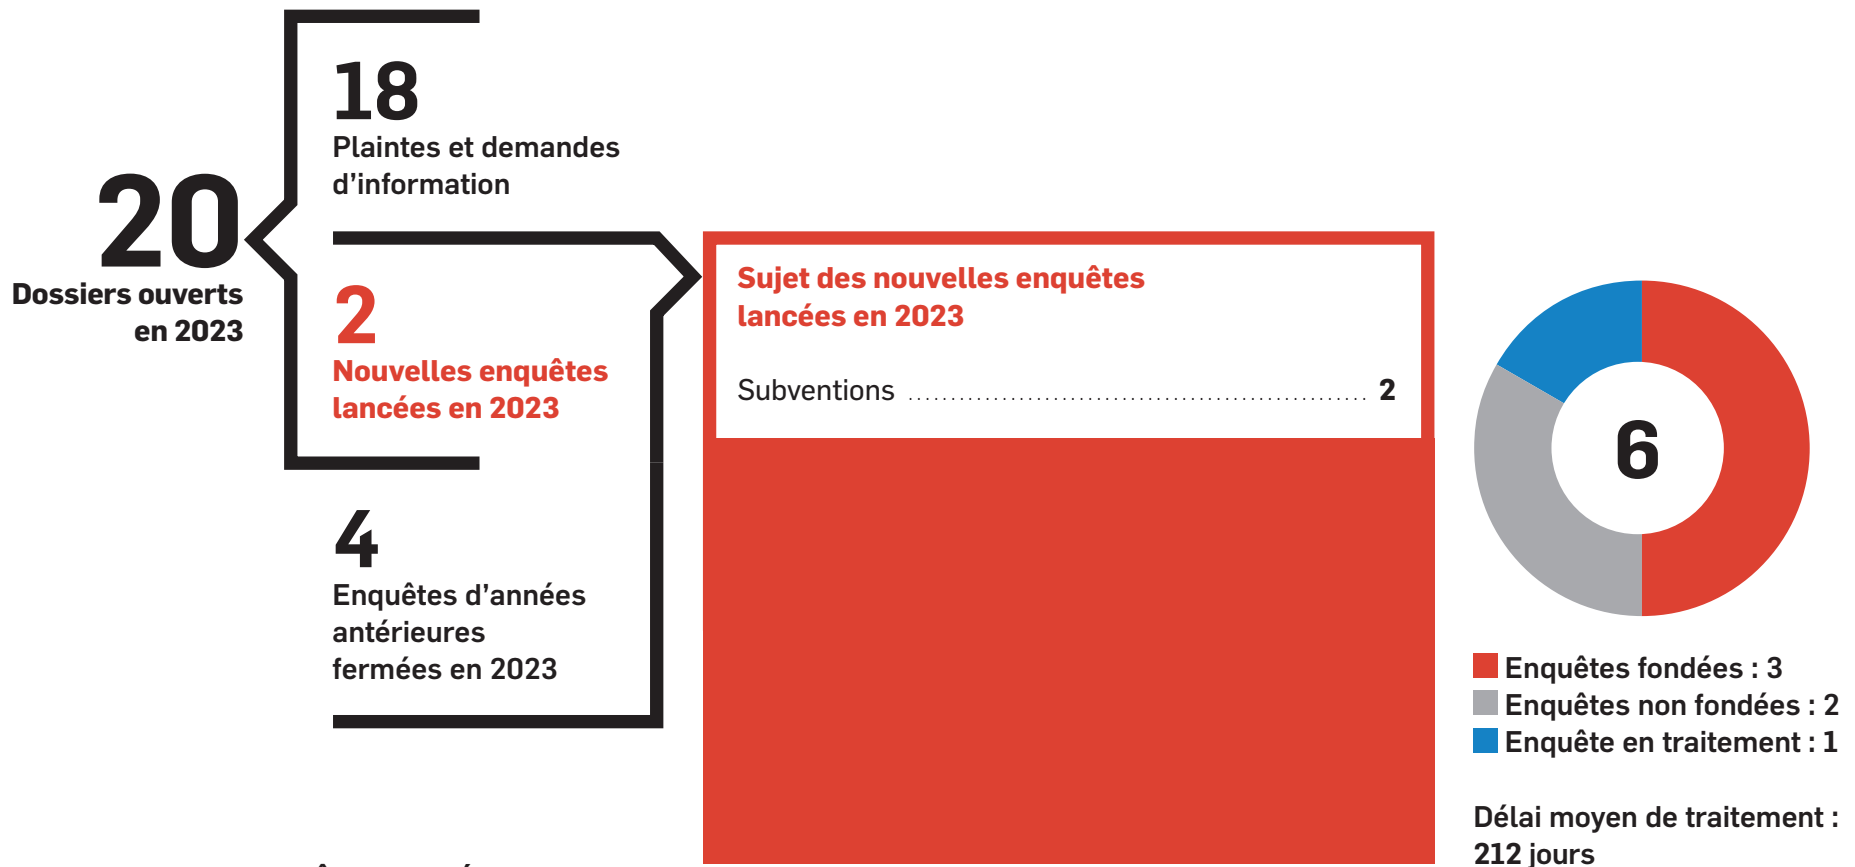 20
Dossiers ouverts
en 2023
18
Plaintes et demandes
d’information
2
Nouvelles enquêtes
lancées en 2023
4
Enquêtes d’années
antérieures
fermées en 2023
Sujet des nouvelles enquêtes
lancées en 2023
Subventions ........................................................ 2
6
Enquêtes fondées : 3
Enquêtes non fondées : 2
Enquête en traitement : 1
Délai moyen de traitement :
212 jours